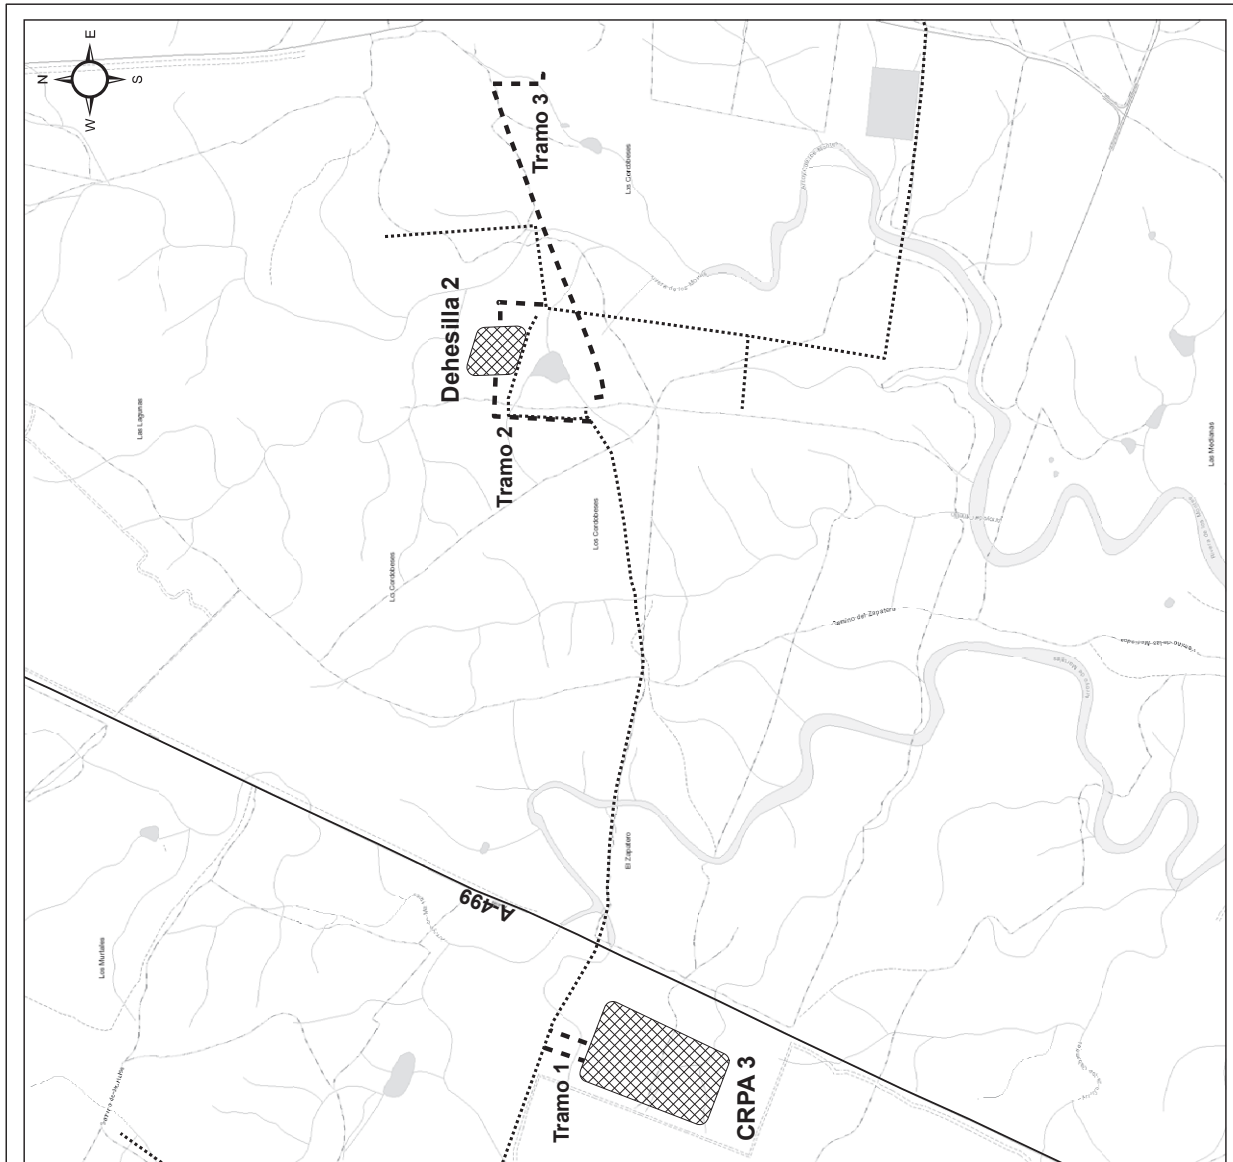 E
N
S
W
Tramo 3
Los Cordobeses
Dehesilla 2
Las Lagunas
Tramo 2
Los Cordobeses
Los Cordobeses
Las Medianas
Camino del Zapatero
El Zapatero
A-499
Los Murtales
Tramo 1
CRPA 3